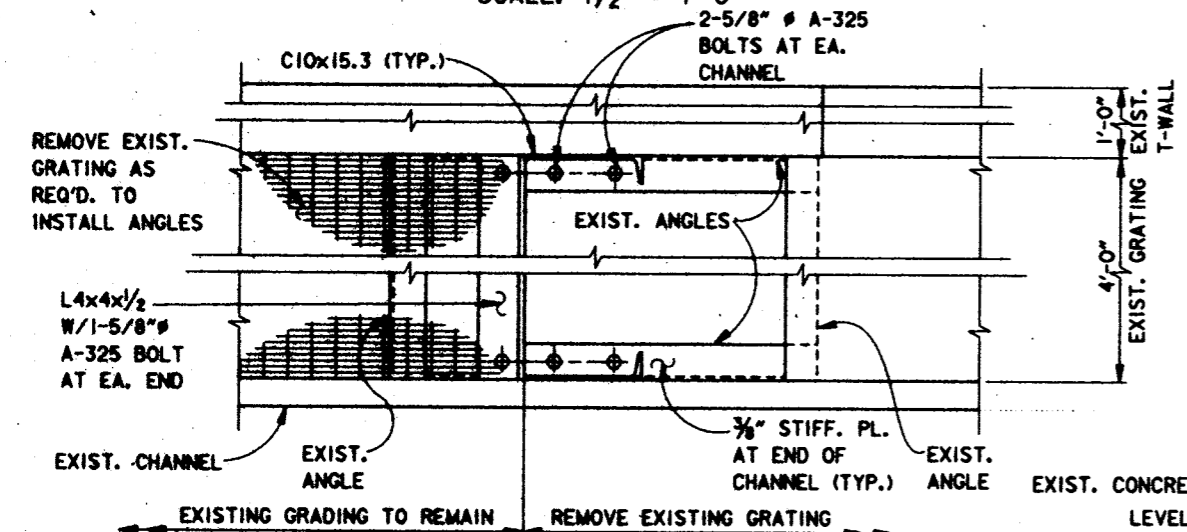 SCALE: 1/2"
2-5/8" ø A-325
BOLTS AT EA.
CHANNEL
C10x15.3 (TYP.)
REMOVE EXIST.
GRATING AS
REQ'D. TO
INSTALL ANGLES
1'-0"
EXIST.
T-WALL
EXIST. ANGLES
4'-0"
EXIST. GRATING
L4x4x1/2
W/1-5/8"ø
A-325 BOLT
AT EA. END
EXIST. CHANNEL
EXIST.
ANGLE
3/8" STIFF. PL.
AT END OF
CHANNEL (TYP.)
EXIST.
ANGLE
EXIST. CONCRE
LEVEL
EXISTING GRADING TO REMAIN
REMOVE EXISTING GRATING